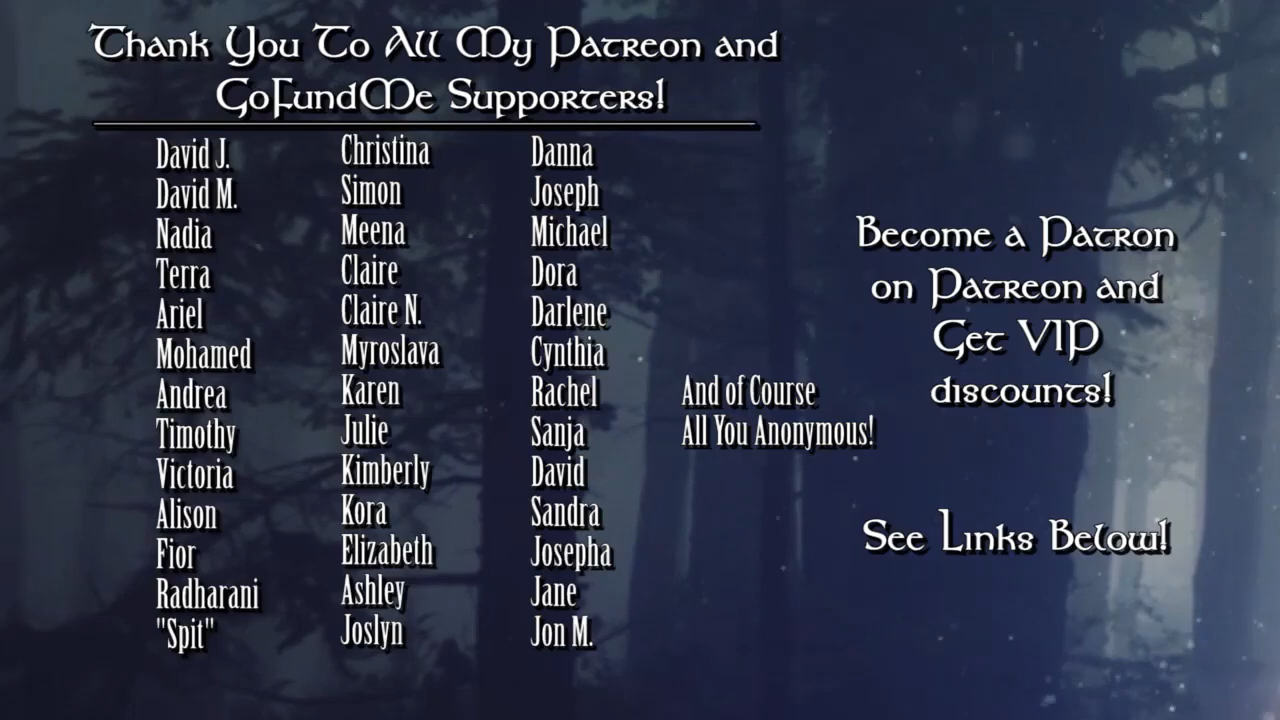 Thank You To All My Patreon and
GoFundMe Supporters!
David J.
David M.
Nadia
Terra
Ariel
Mohamed
Andrea
Timothy
Victoria
Alison
Fior
Radharani
"Spit"
Christina
Simon
Meena
Claire
Claire N.
Myroslava
Karen
Julie
Kimberly
Kora
Elizabeth
Ashley
Joslyn
Danna
Joseph
Michael
Dora
Darlene
Cynthia
Rachel
Sanja
David
Sandra
Josepha
Jane
Jon M.
And of Course
All You Anonymous!
Become a Patron
on Patreon and
Get VIP
discounts!
See Links Below!